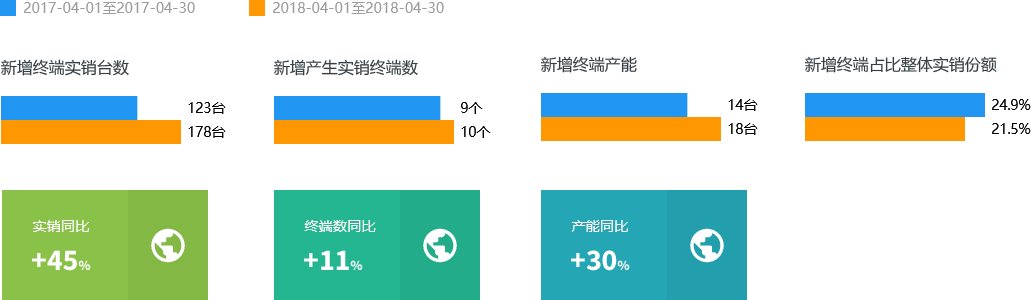 2017-04-01至2017-04-30
2018-04-01至2018-04-30
新增终端实销台数
123台
178台
新增产生实销终端数
9个
10个
新增终端产能
14台
18台
新增终端占比整体实销份额
24.9%
21.5%
实销同比
+45%
终端数同比
+11%
产能同比
+30%